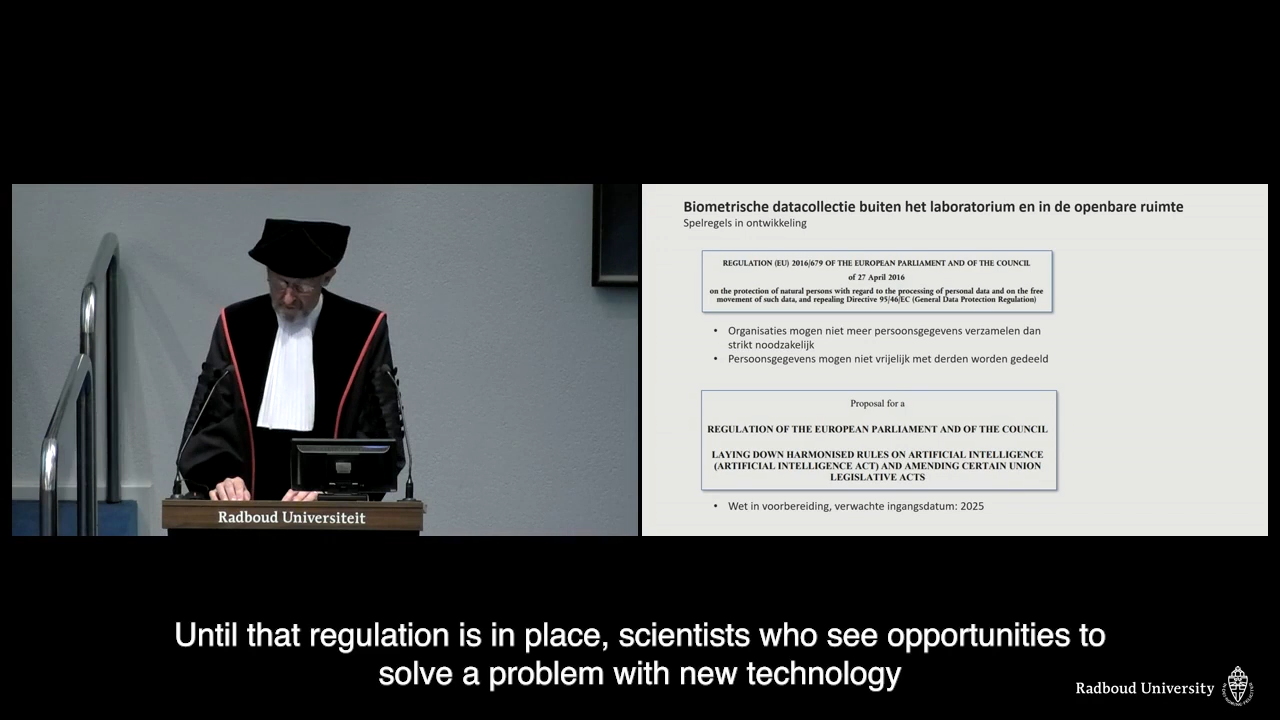 Biometrische datacollectie buiten het laboratorium en in de openbare ruimte
Spelregels in ontwikkeling
REGULATION (EU) 2016/679 OF THE EUROPEAN PARLIAMENT AND OF THE COUNCIL
of 27 April 2016
on the protection of natural persons with regard to the processing of personal data and on the free
movement of such data, and repealing Directive 95/46/EC (General Data Protection Regulation)
• Organisaties mogen niet meer persoonsgegevens verzamelen dan
strikt noodzakelijk
• Persoonsgegevens mogen niet vrijelijk met derden worden gedeeld
Proposal for a
REGULATION OF THE EUROPEAN PARLIAMENT AND OF THE COUNCIL
LAYING DOWN HARMONISED RULES ON ARTIFICIAL INTELLIGENCE
(ARTIFICIAL INTELLIGENCE ACT) AND AMENDING CERTAIN UNION
LEGISLATIVE ACTS
• Wet in voorbereiding, verwachte ingangsdatum: 2025
Radboud Universiteit
Until that regulation is in place, scientists who see opportunities to
solve a problem with new technology
Radboud University